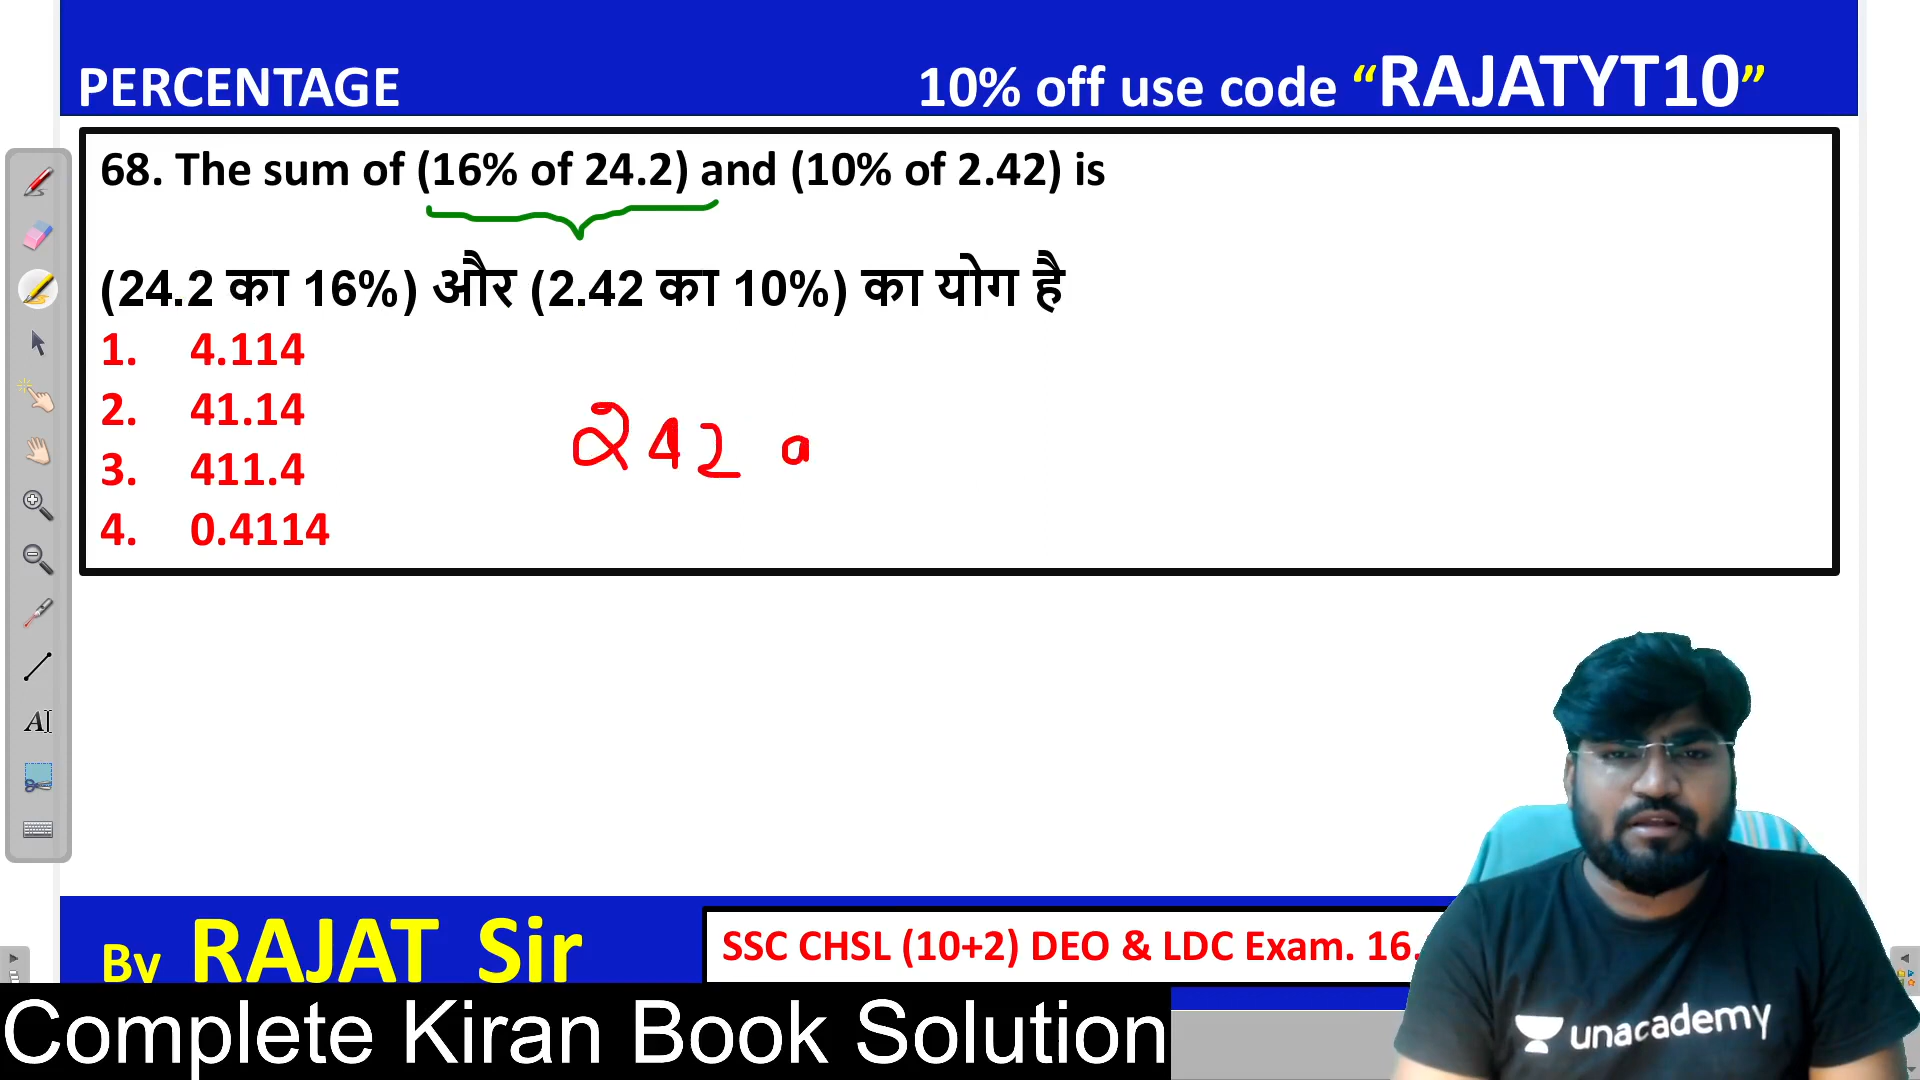 PERCENTAGE
10% off use code “RAJATYT10”
68. The sum of (16% of 24.2) and (10% of 2.42) is
(24.2 का 16%) और (2.42 का 10%) का योग है
1. 4.114
2. 41.14
3. 411.4
4. 0.4114
242
By RAJAT Sir
SSC CHSL (10+2) DEO & LDC Exam. 16.
Complete Kiran Book Solution
unacademy